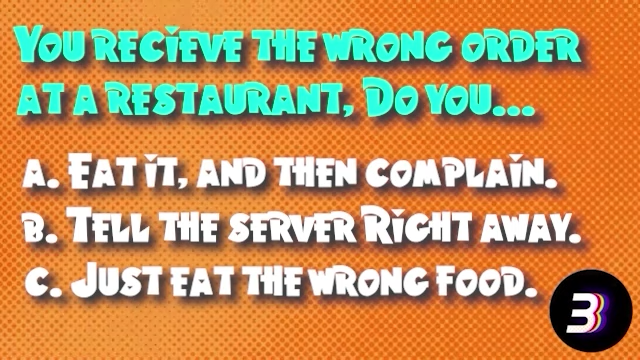 You recieve the wrong order
at a restaurant, Do you...
A. Eat it, and then complain.
B. Tell the server Right away.
C. Just eat the wrong food.
3